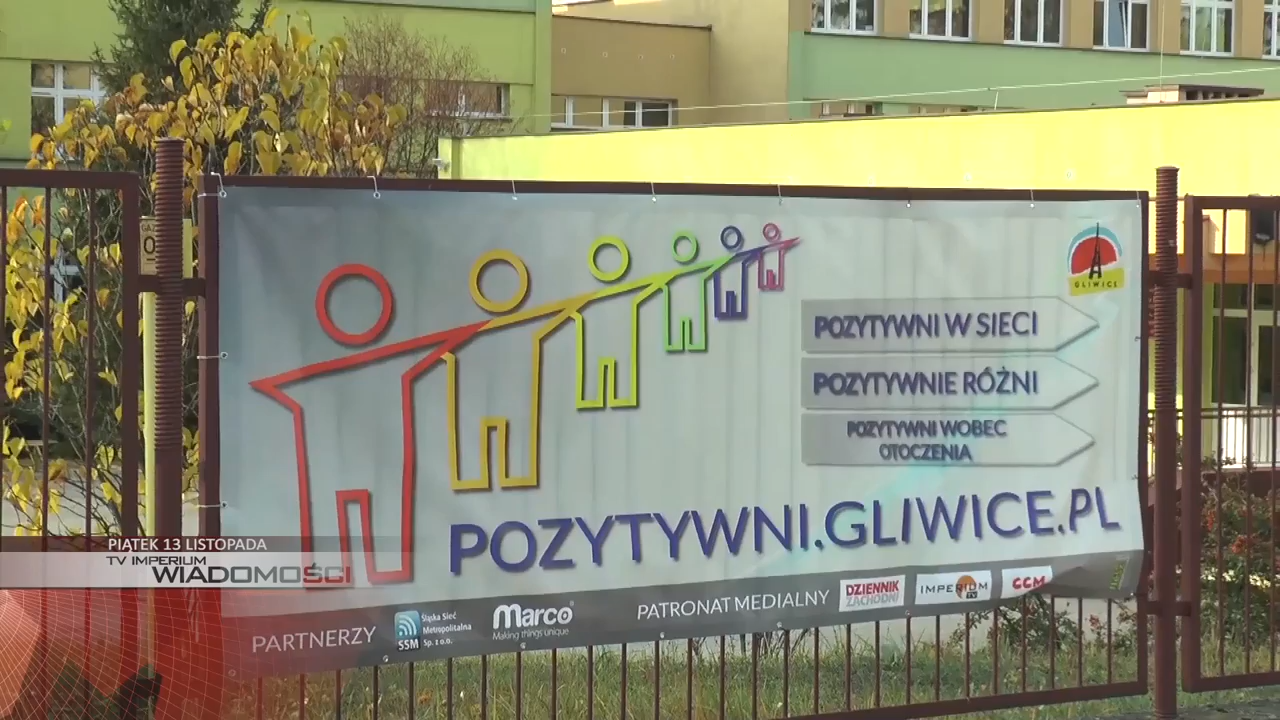 GLIWICE
POZYTYWNI W SIECI
POZYTYWNIE RÓŻNI
POZYTYWNI WOBEC
OTOCZENIA
POZYTYWNI.GLIWICE.PL
PIĄTEK 13 LISTOPADA
TV IMPERIUM
WIADOMOŚCI
PARTNERZY
SSM
Śląska Sieć
Metropolitalna
Sp. z o.o.
Marco
Making things unique
PATRONAT MEDIALNY
DZIENNIK
ZACHODNI
IMPERIUM
TV
CCM